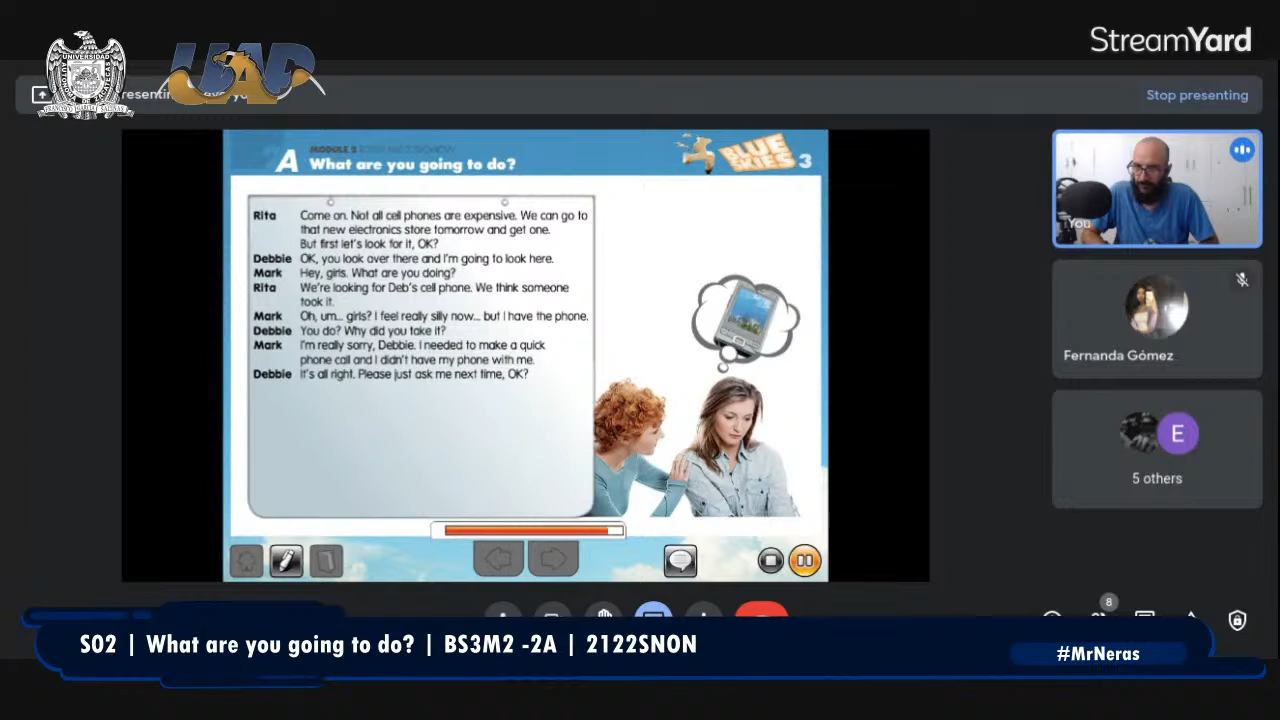 StreamYard
UNIVERSIDAD
UAP
Stop presenting
2A
What are you going to do?
BLUE SKIES 3
Rita Come on. Not all cell phones are expensive. We can go to
that new electronics store tomorrow and get one.
But first let's look for it, OK?
Debbie OK, you look over there and I'm going to look here.
Mark Hey, girls. What are you doing?
Rita We're looking for Deb's cell phone. We think someone
took it.
Mark Oh, um... girls? I feel really silly now... but I have the phone.
Debbie You do? Why did you take it?
Mark I'm really sorry, Debbie. I needed to make a quick
phone call and I didn't have my phone with me.
Debbie It's all right. Please just ask me next time, OK?
You
Fernanda Gómez
E
5 others
8
S02 | What are you going to do? | BS3M2 -2A | 2122SNON
#MrNeras